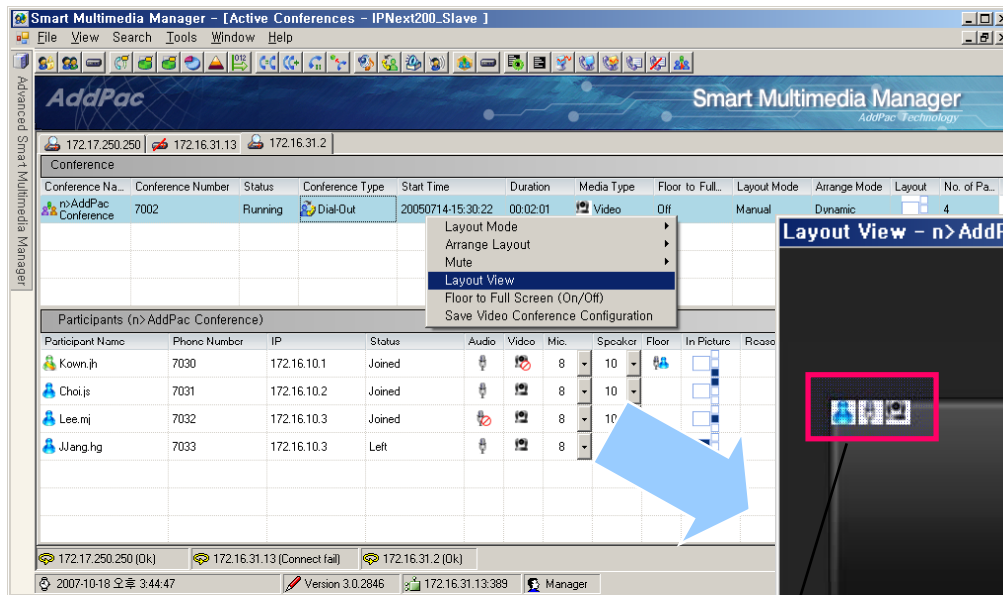 Smart Multimedia Manager - [Active Conferences - IPNext200_Slave ]
File View Search Tools Window Help
Advanced Smart Multimedia Manager
AddPac
Smart Multimedia Manager
AddPac Technology
172.17.250.250 172.16.31.13 172.16.31.2
Conference
Conference Na... Conference Number Status Conference Type Start Time Duration Media Type Floor to Full... Layout Mode Arrange Mode Layout No. of Pa...
n>AddPac Conference 7002 Running Dial-Out 20050714-15:30:22 00:02:01 Video Off Manual Dynamic 4
Layout Mode
Arrange Layout
Mute
Layout View
Floor to Full Screen (On/Off)
Save Video Conference Configuration
Layout View - n>AddP
Participants (n>AddPac Conference)
Participant Name Phone Number IP Status Audio Video Mic. Speaker Floor In Picture Reaso
Kown.jh 7030 172.16.10.1 Joined 8 10
Choi.js 7031 172.16.10.2 Joined 8 10
Lee.mj 7032 172.16.10.3 Joined 8 10
JJang.hg 7033 172.16.10.3 Left 8
172.17.250.250 (Ok) 172.16.31.13 (Connect fail) 172.16.31.2 (Ok)
2007-10-18 오후 3:44:47 Version 3.0.2846 172.16.31.13:389 Manager